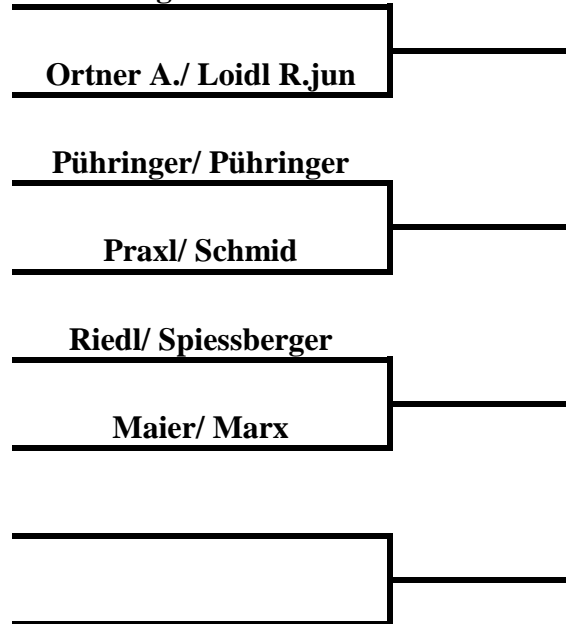 Ortner A./ Loidl R.jun
Pühringer/ Pühringer
Praxl/ Schmid
Riedl/ Spiessberger
Maier/ Marx